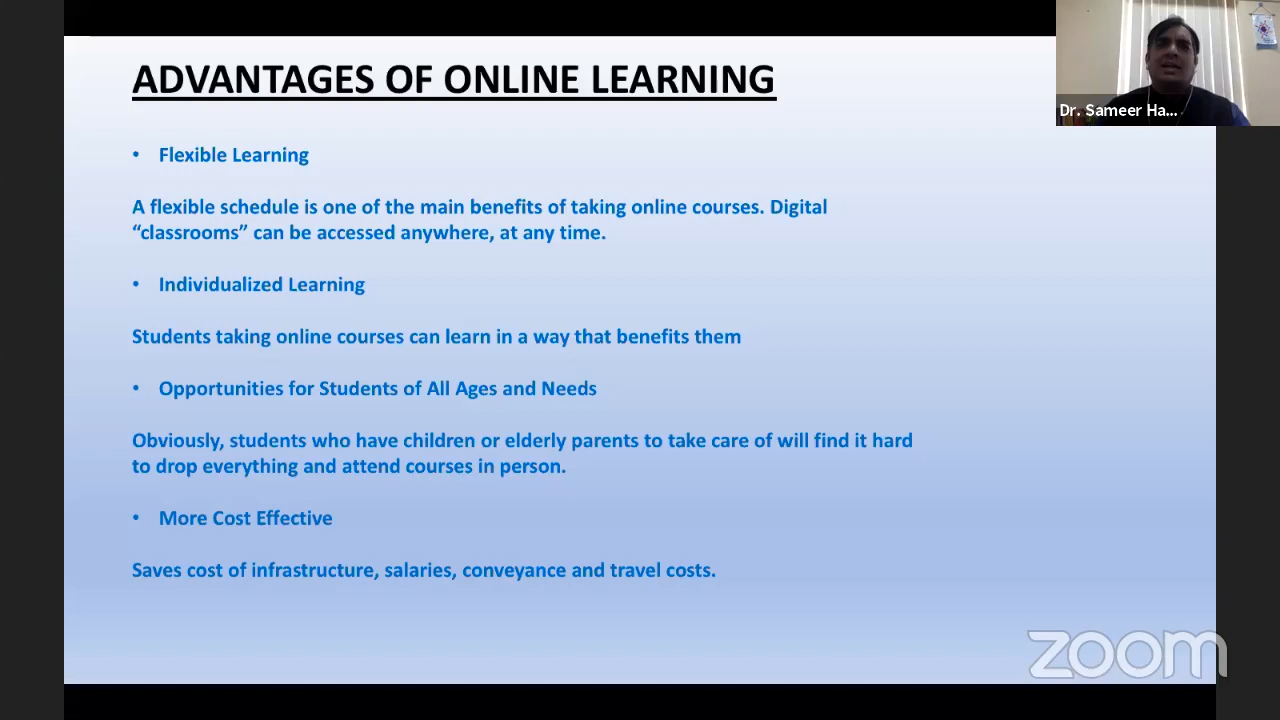 ADVANTAGES OF ONLINE LEARNING
Dr. Sameer Ha...
• Flexible Learning
A flexible schedule is one of the main benefits of taking online courses. Digital
“classrooms” can be accessed anywhere, at any time.
• Individualized Learning
Students taking online courses can learn in a way that benefits them
• Opportunities for Students of All Ages and Needs
Obviously, students who have children or elderly parents to take care of will find it hard
to drop everything and attend courses in person.
• More Cost Effective
Saves cost of infrastructure, salaries, conveyance and travel costs.
zoom